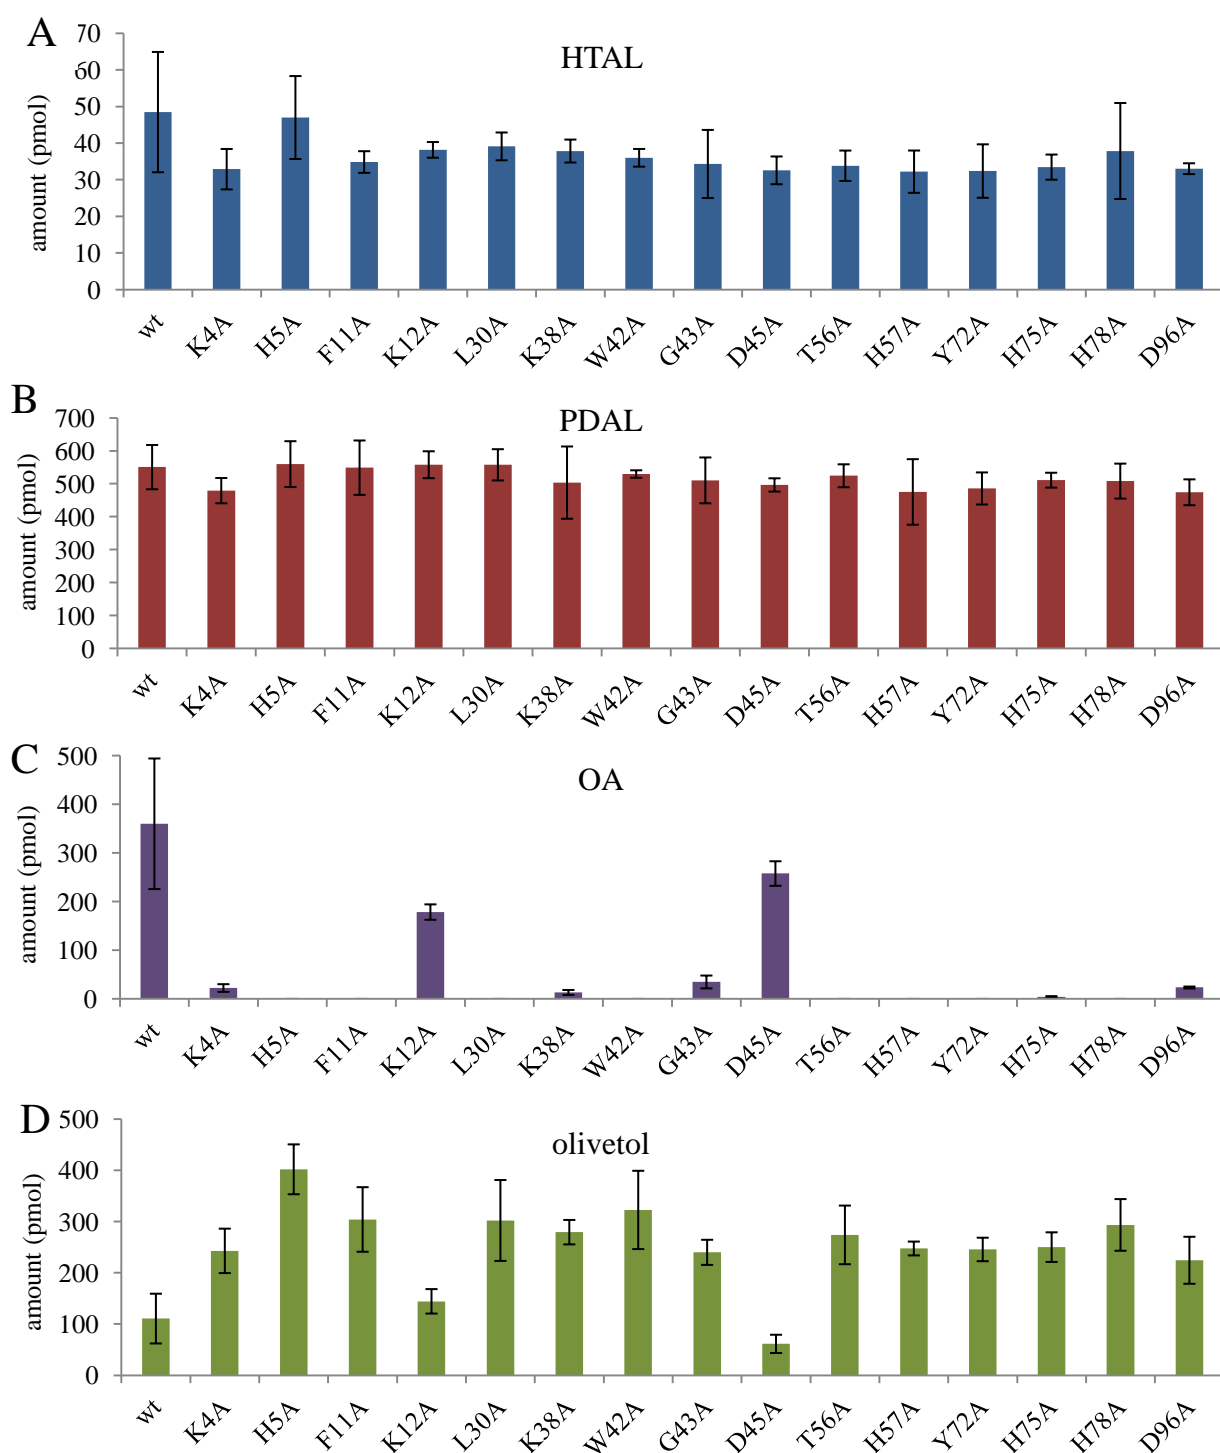 A
HTAL
amount (pmol)
70
60
50
40
30
20
10
0
wt K4A H5A F11A K12A L30A K38A W42A G43A D45A T56A H57A Y72A H75A H78A D96A
B
PDAL
amount (pmol)
700
600
500
400
300
200
100
0
wt K4A H5A F11A K12A L30A K38A W42A G43A D45A T56A H57A Y72A H75A H78A D96A
C
OA
amount (pmol)
500
400
300
200
100
0
wt K4A H5A F11A K12A L30A K38A W42A G43A D45A T56A H57A Y72A H75A H78A D96A
D
olivetol
amount (pmol)
500
400
300
200
100
0
wt K4A H5A F11A K12A L30A K38A W42A G43A D45A T56A H57A Y72A H75A H78A D96A